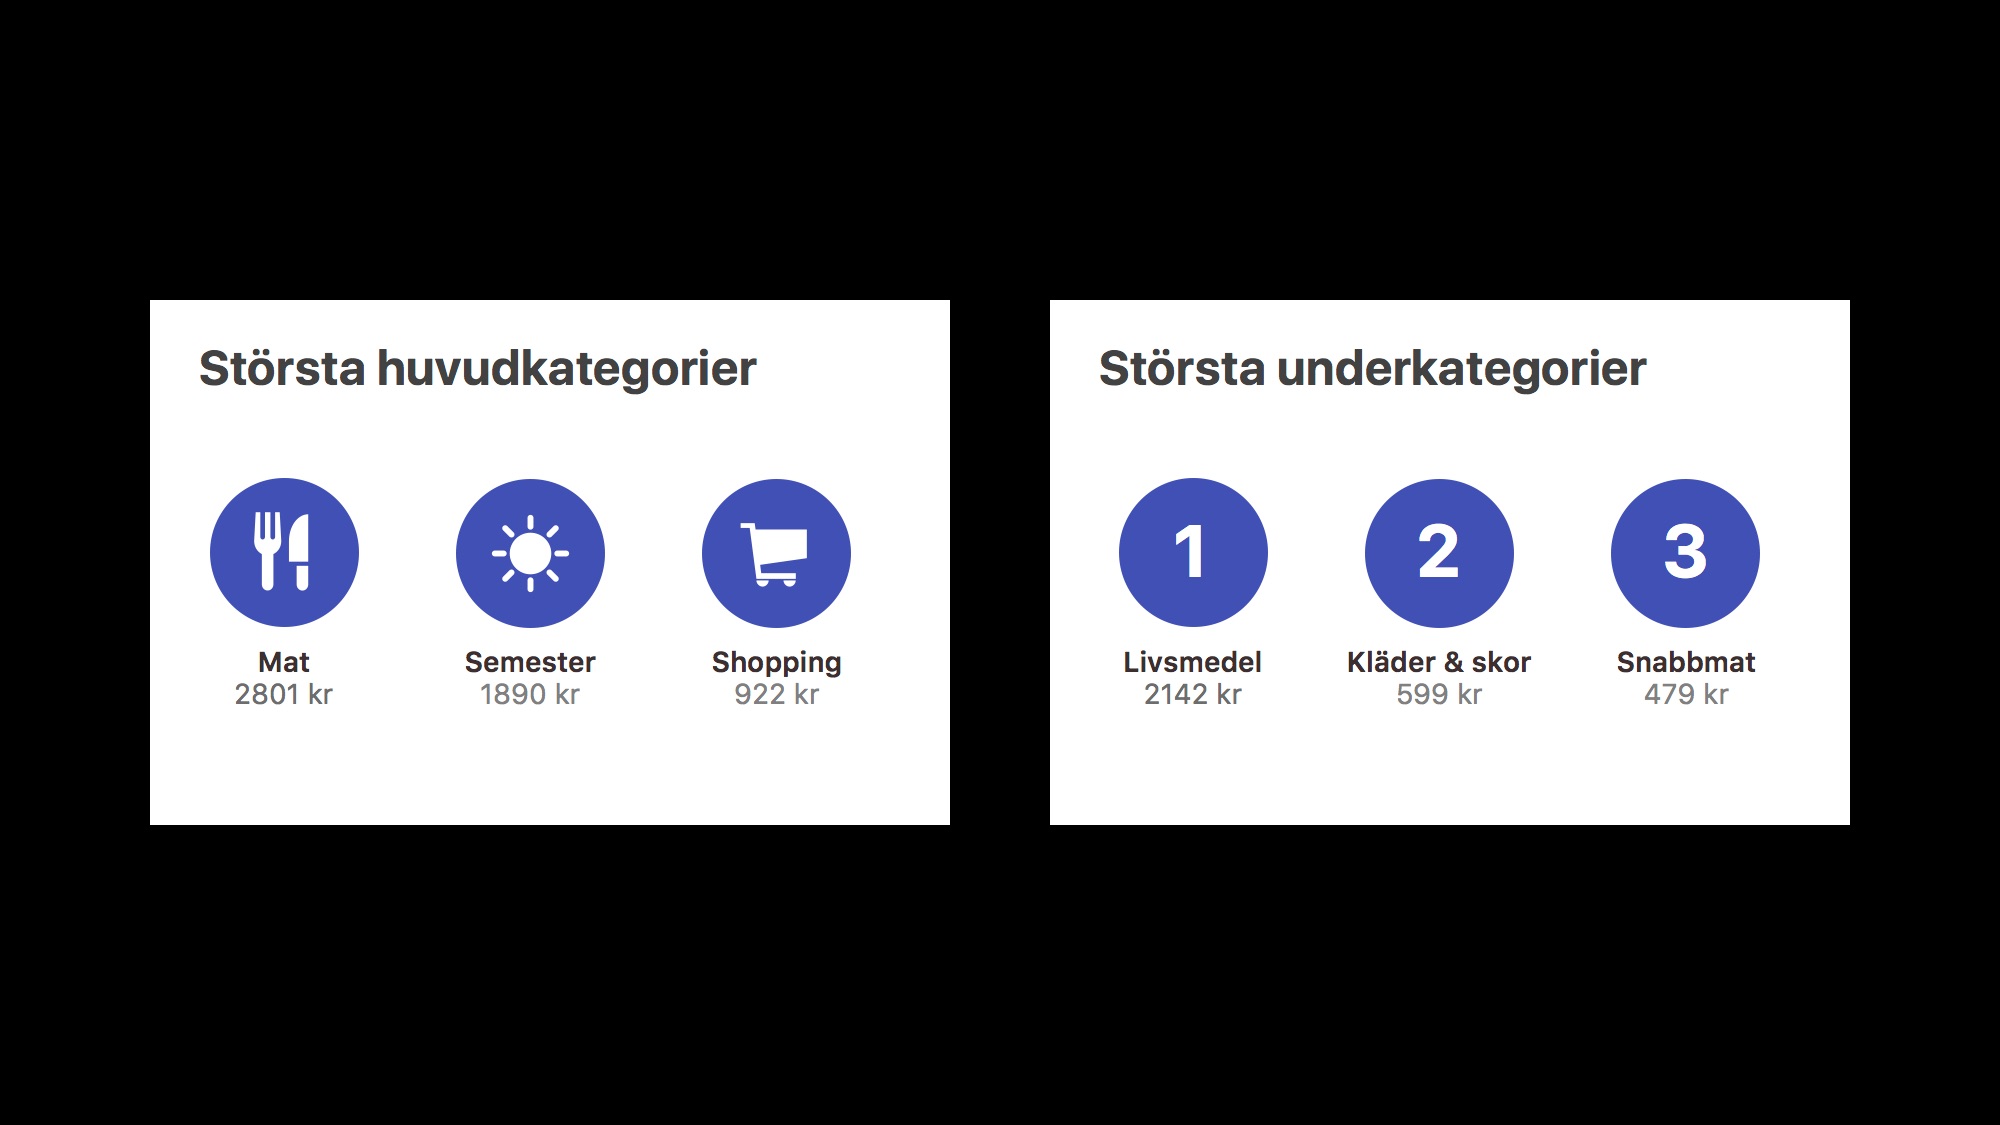 Största huvudkategorier
Mat
2801 kr
Semester
1890 kr
Shopping
922 kr
Största underkategorier
1
Livsmedel
2142 kr
2
Kläder & skor
599 kr
3
Snabbmat
479 kr